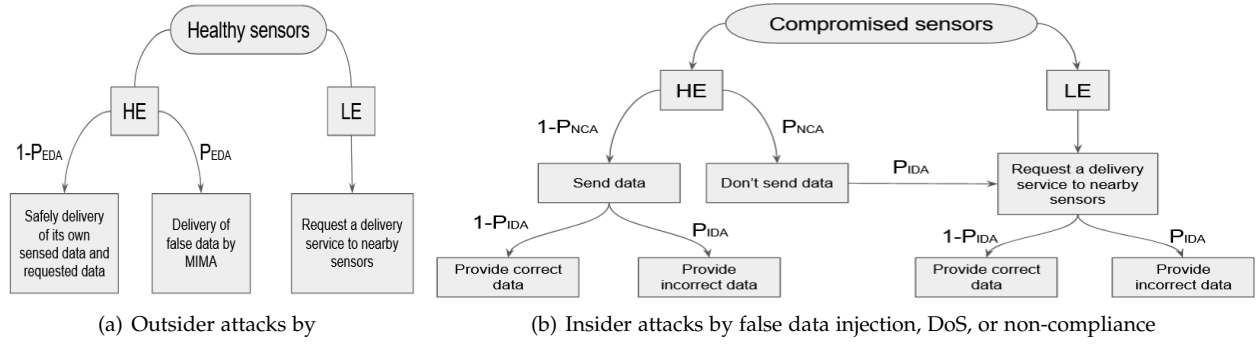 Healthy sensors
HE
LE
1-PEDA
PEDA
Safely delivery
of its own
sensed data and
requested data
Delivery of
false data by
MIMA
Request a delivery
service to nearby
sensors
(a) Outsider attacks by
Compromised sensors
HE
LE
1-PNCA
PNCA
Send data
Don't send data
PIDA
Request a delivery
service to nearby
sensors
1-PIDA
PIDA
1-PIDA
PIDA
Provide correct
data
Provide
incorrect data
Provide correct
data
Provide
incorrect data
(b) Insider attacks by false data injection, DoS, or non-compliance